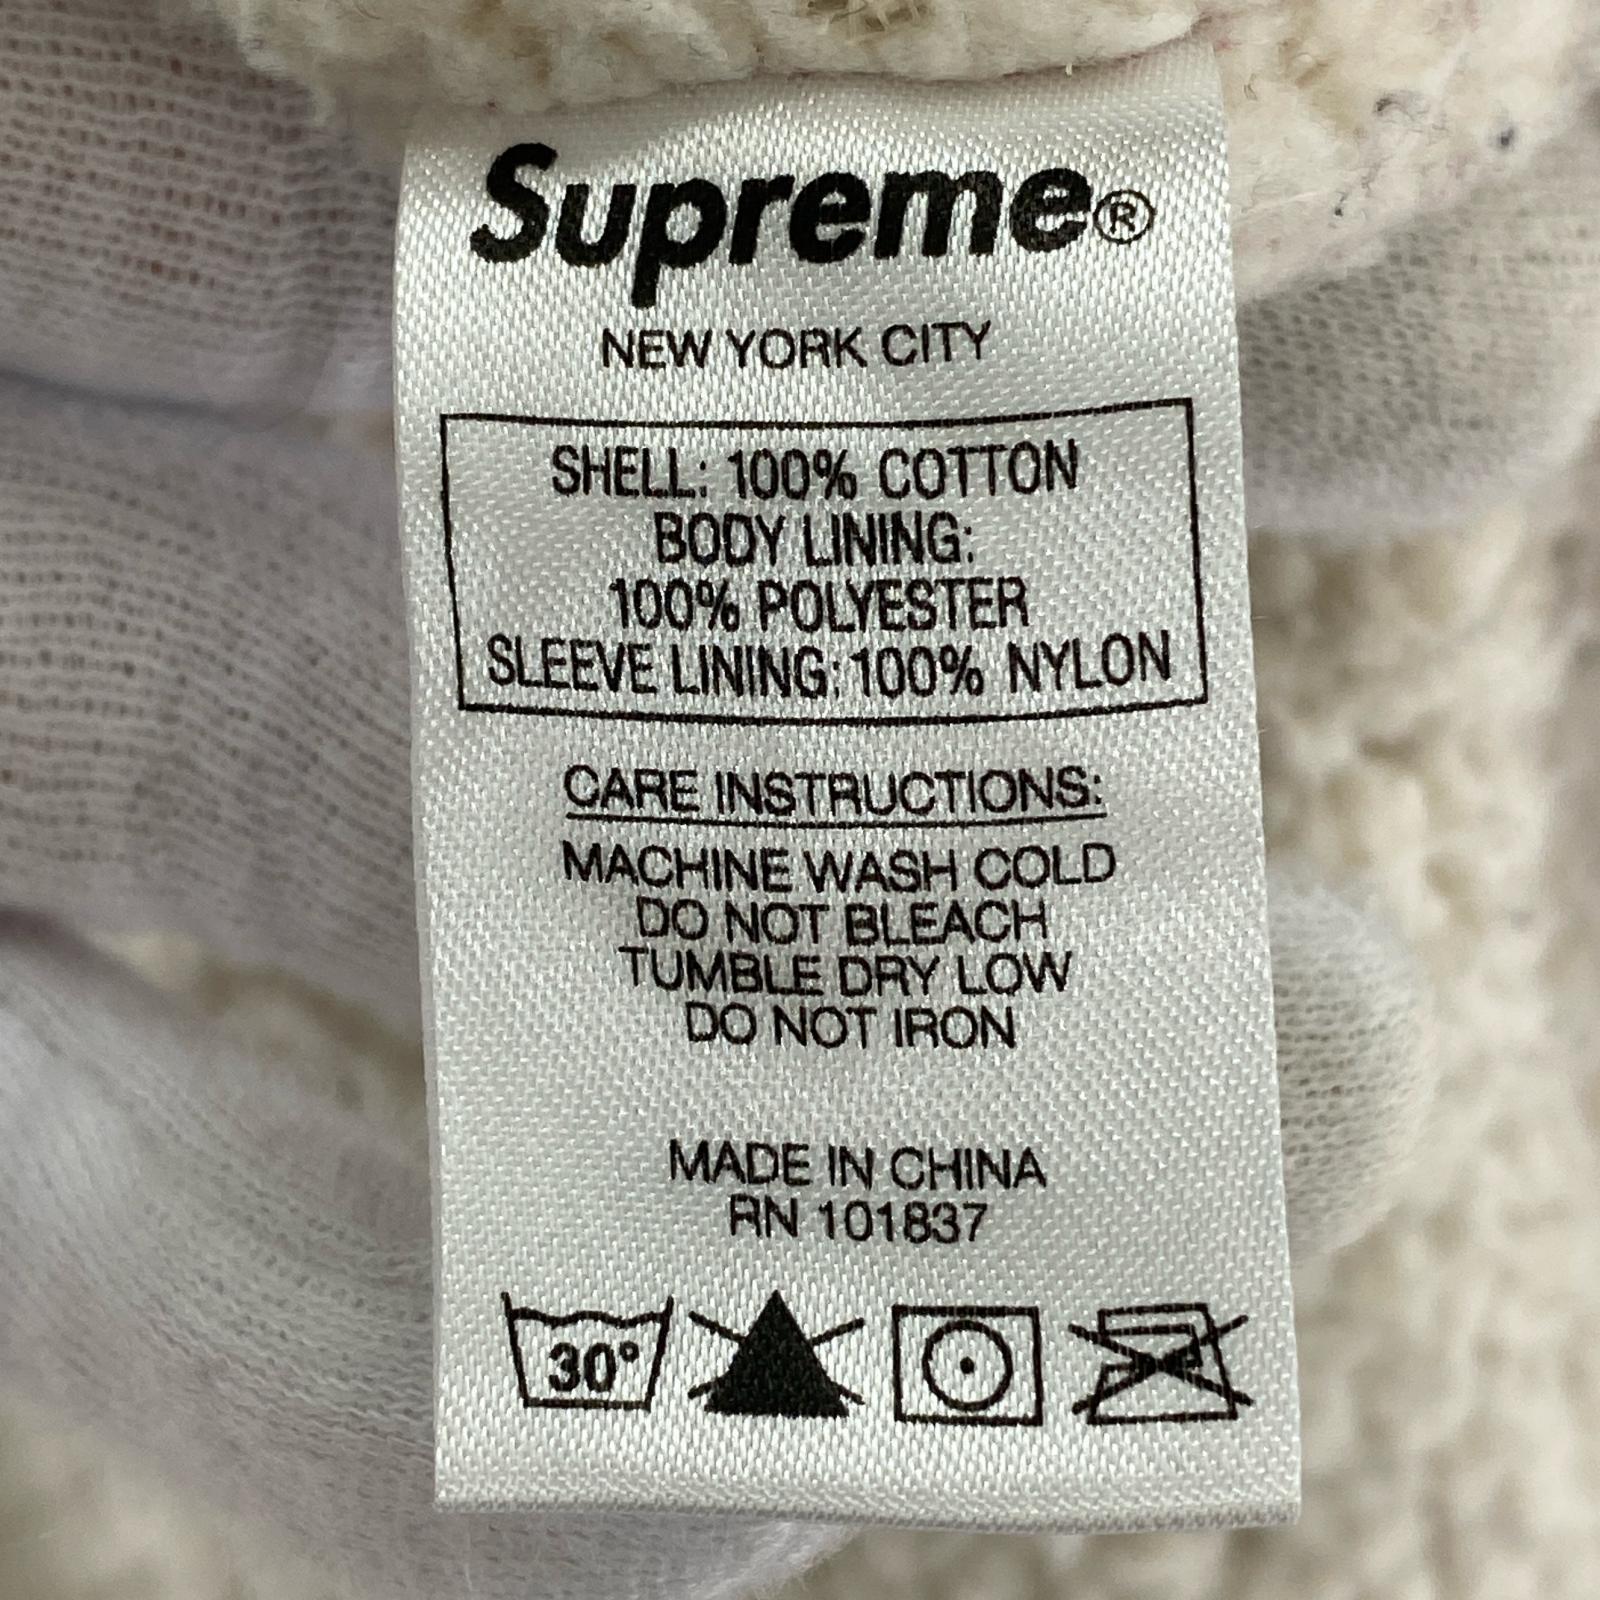 Supreme®
NEW YORK CITY
SHELL: 100% COTTON
BODY LINING:
100% POLYESTER
SLEEVE LINING: 100% NYLON
CARE INSTRUCTIONS:
MACHINE WASH COLD
DO NOT BLEACH
TUMBLE DRY LOW
DO NOT IRON
MADE IN CHINA
RN 101837
30°